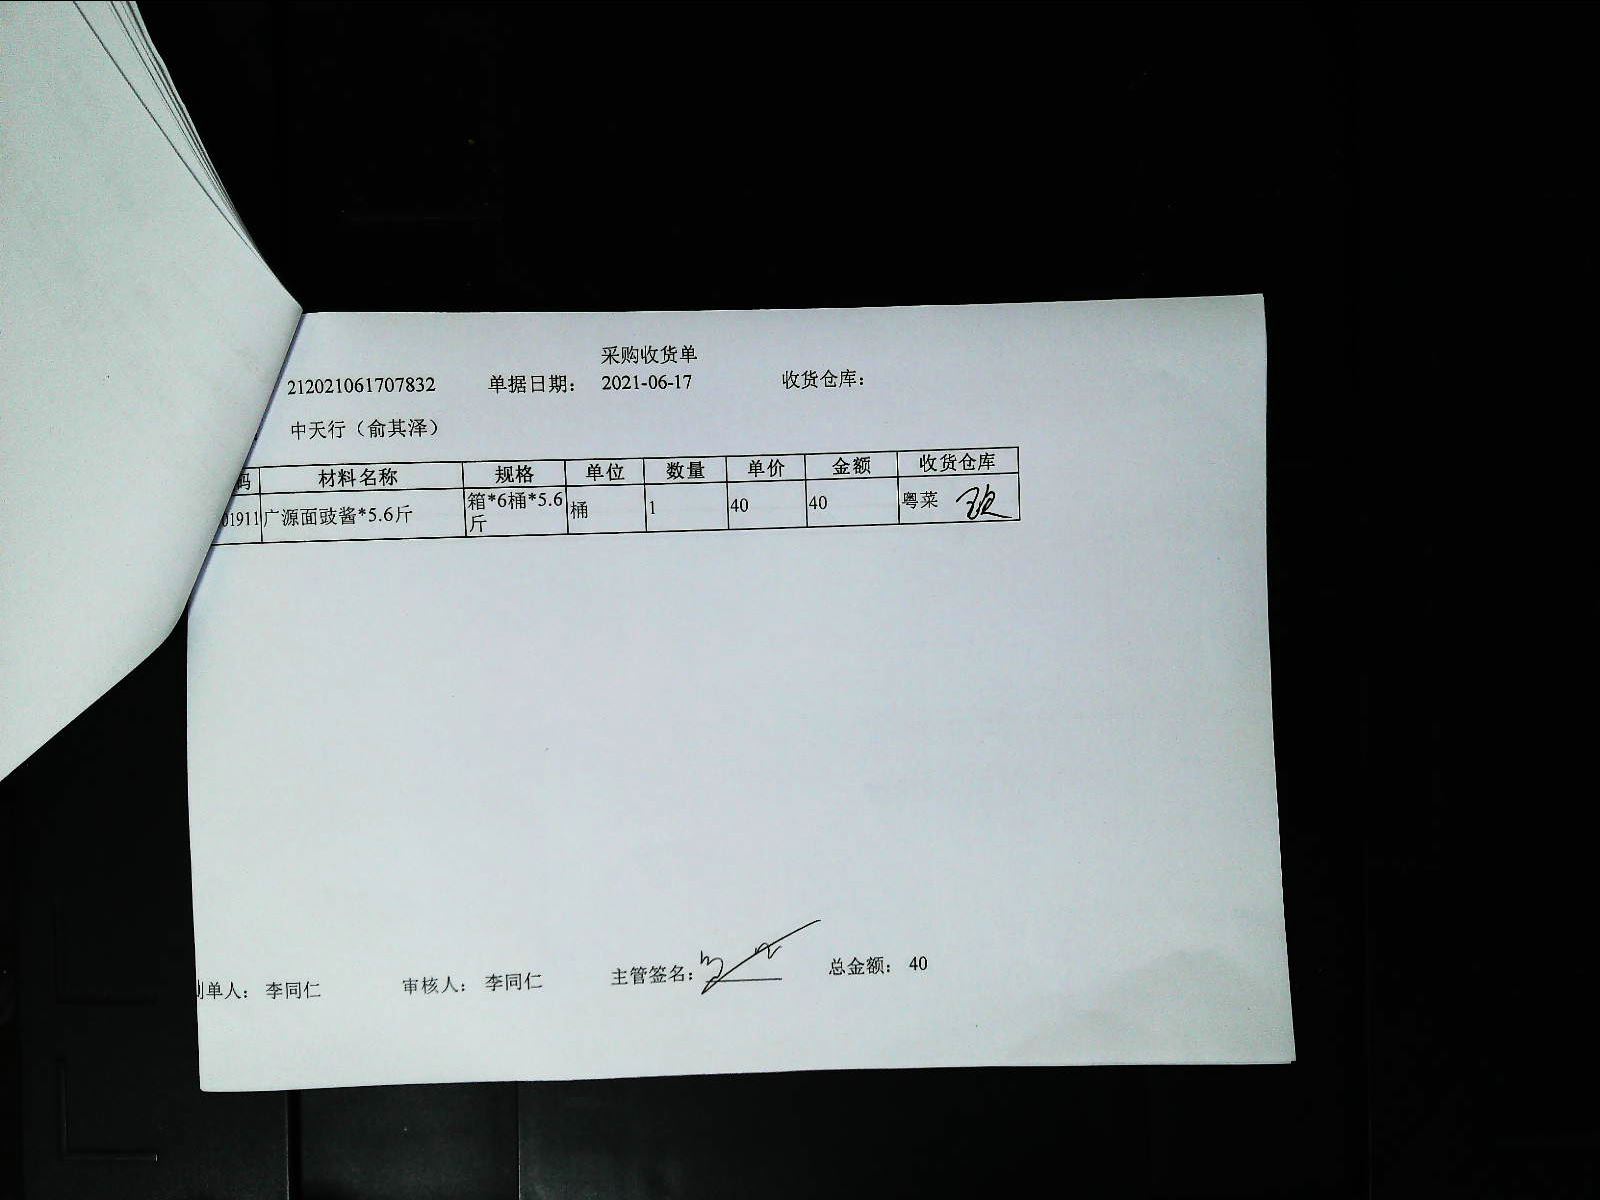 采购收货单
212021061707832 单据日期： 2021-06-17 收货仓库：
中天行（俞其泽）
码 材料名称 规格 单位 数量 单价 金额 收货仓库
01911 广源面豉酱*5.6斤 箱*6桶*5.6斤 桶 1 40 40 粤菜
制单人： 李同仁 审核人： 李同仁 主管签名： 总金额： 40